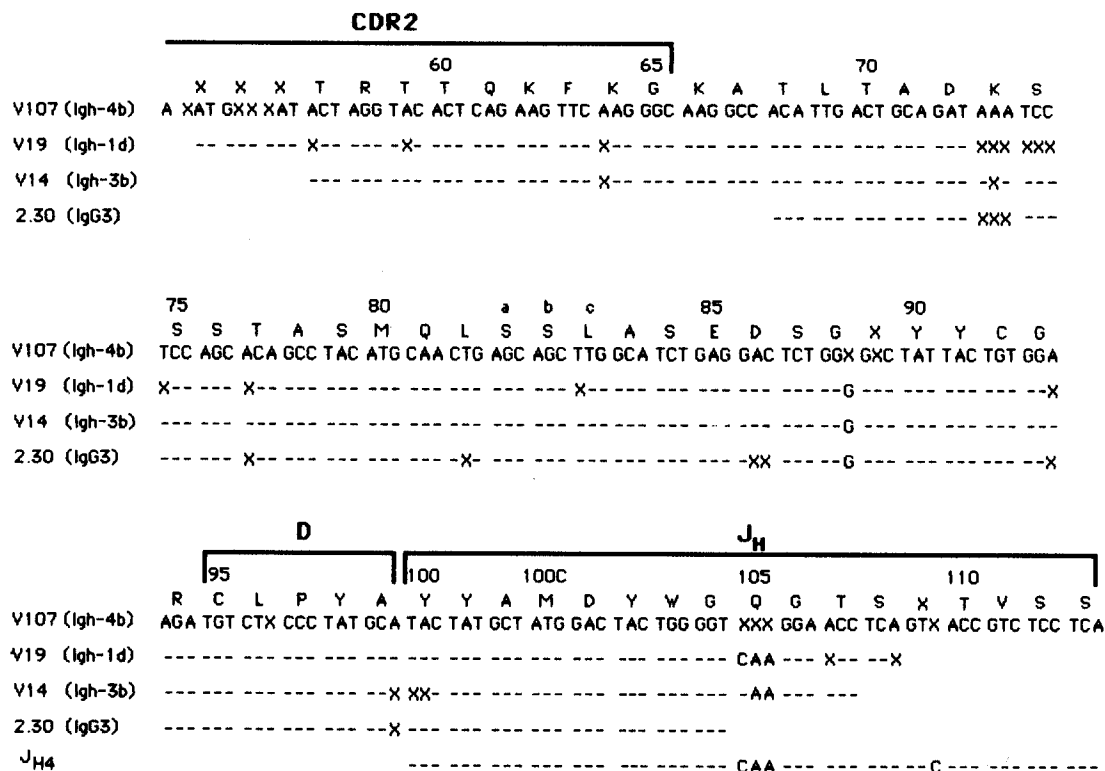 CDR2
60 65 70
X X X T R T T Q K F K G K A T L T A D K S
V107 (Igh-4b) A XAT GXX XAT ACT AGG TAC ACT CAG AAG TTC AAG GGC AAG GCC ACA TTG ACT GCA GAT AAA TCC
V19 (Igh-1d) -- --- --- X-- --- X-- --- --- --- --- X-- --- --- --- --- --- --- --- --- XXX XXX
V14 (Igh-3b) --- --- --- --- --- --- --- X-- --- --- --- --- --- --- --- --- -X- ---
2.30 (IgG3) --- --- --- --- --- XXX ---
75 80 a b c 85 90
S S T A S M Q L S S L A S E D S G X Y Y C G
V107 (Igh-4b) TCC AGC ACA GCC TAC ATG CAA CTG AGC AGC TTG GCA TCT GAG GAC TCT GGX GXC TAT TAC TGT GGA
V19 (Igh-1d) X-- --- X-- --- --- --- --- --- --- --- X-- --- --- --- --- --- --G --- --- --- --- --X
V14 (Igh-3b) --- --- --- --- --- --- --- --- --- --- --- --- --- --- --- --- --G --- --- --- --- ---
2.30 (IgG3) --- --- X-- --- --- --- --- -X- --- --- --- --- --- --- -XX --- --G --- --- --- --- --X
D JH
95 100 100C 105 110
R C L P Y A Y Y A M D Y W G Q G T S X T V S S
V107 (Igh-4b) AGA TGT CTX CCC TAT GCA TAC TAT GCT ATG GAC TAC TGG GGT XXX GGA ACC TCA GTX ACC GTC TCC TCA
V19 (Igh-1d) --- --- --- --- --- --- --- --- --- --- --- --- --- --- CAA --- X-- --X
V14 (Igh-3b) --- --- --- --- --- --X XX- --- --- --- --- --- --- --- -AA --- ---
2.30 (IgG3) --- --- --- --- --- --X --- --- --- --- --- --- --- ---
JH4 --- --- --- --- --- --- --- --- CAA --- --- --- --C --- --- --- ---